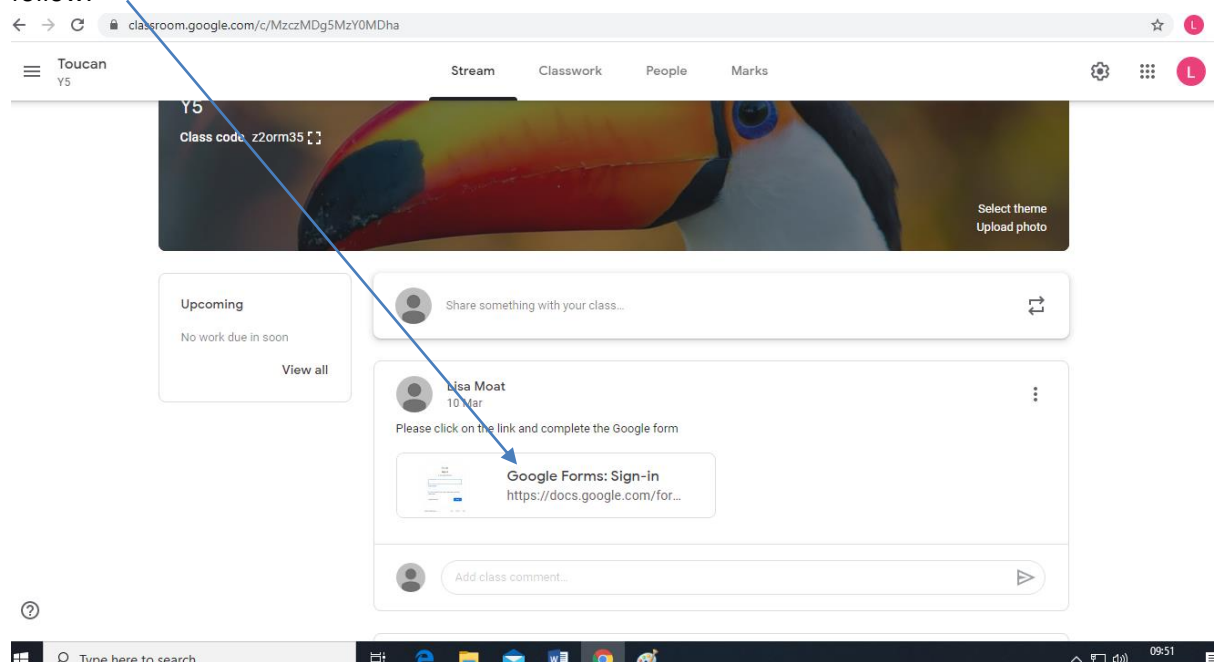 follow.
classroom.google.com/c/MzczMDg5MzY0MDha
L
Toucan
Y5
Stream Classwork People Marks
L
Y5
Class code z2orm35
Select theme
Upload photo
Upcoming
No work due in soon
View all
Share something with your class...
Lisa Moat
10 Mar
Please click on the link and complete the Google form
Google Forms: Sign-in
https://docs.google.com/for...
Add class comment...
Type here to search
09:51